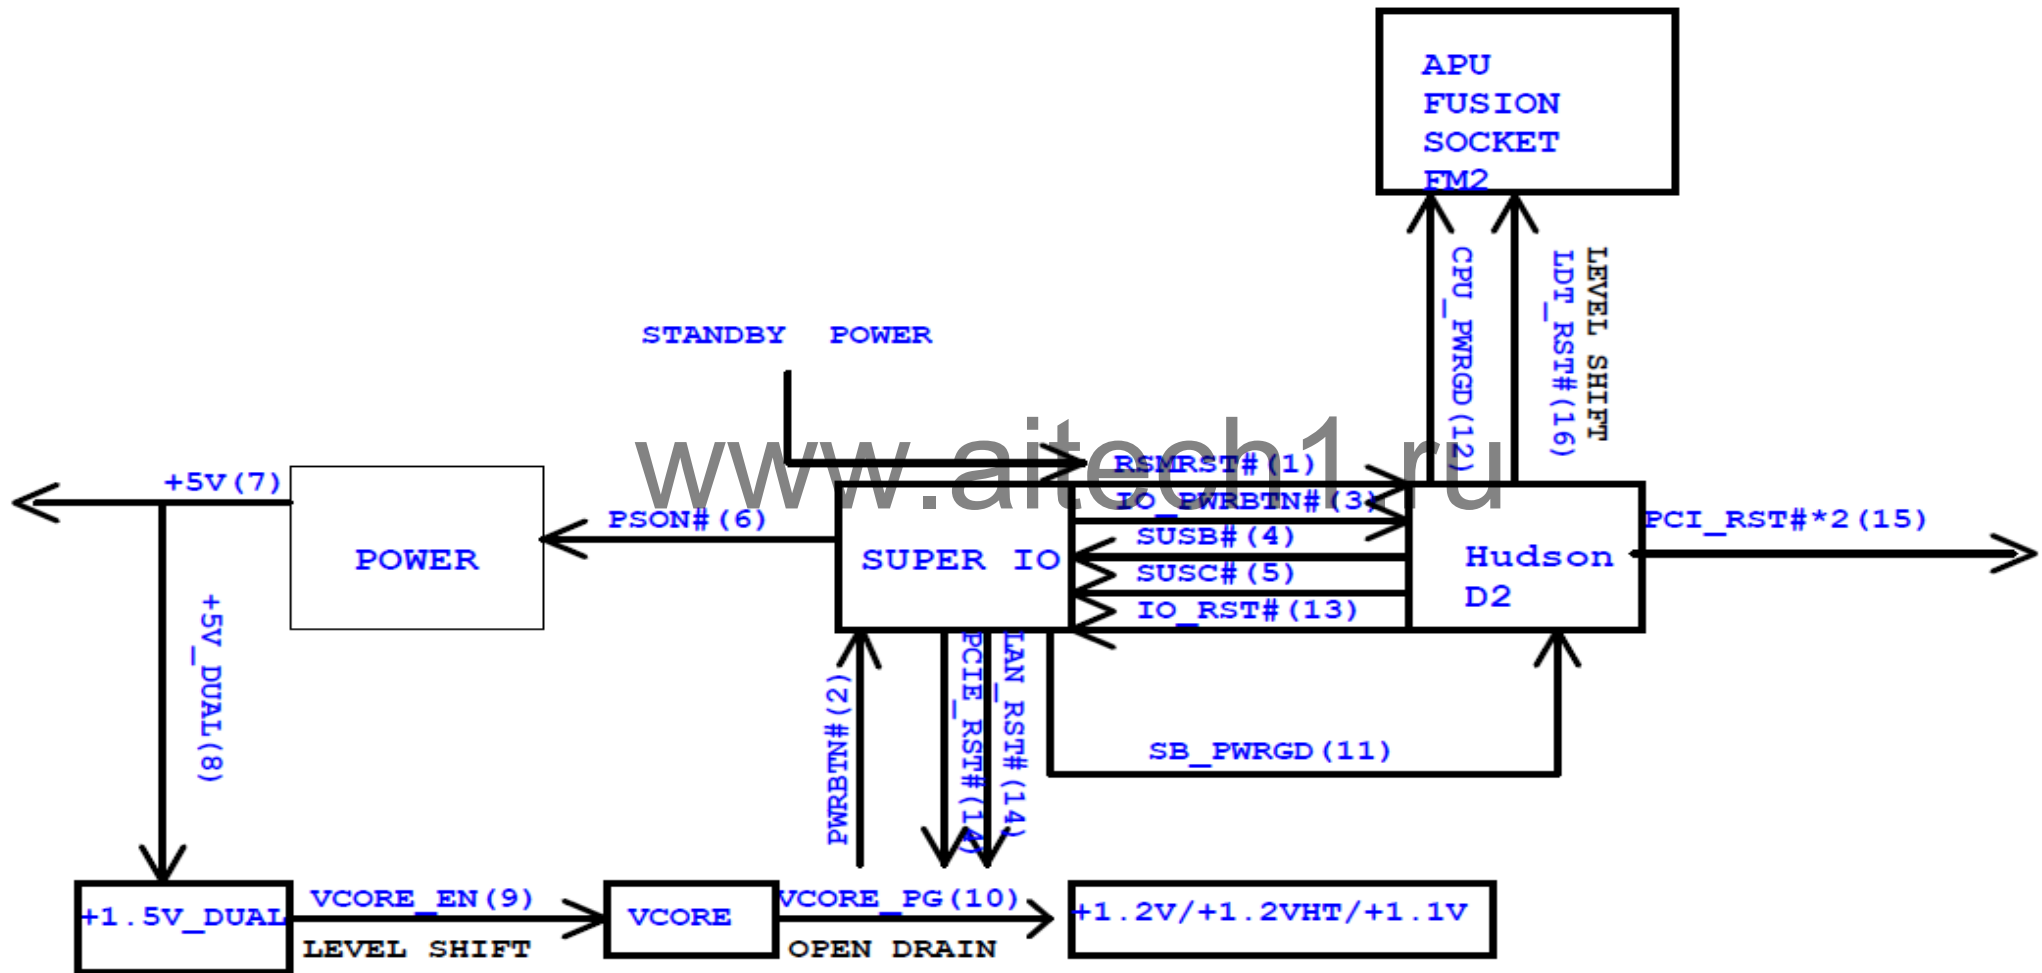 APU
FUSION
SOCKET
FM2
CPU_PWRGD(12)
LDT_RST#(16)
LEVEL SHIFT
STANDBY POWER
www.aitech1.ru
RSMRST#(1)
+5V(7)
IO_PWRBTN#(3)
PSON#(6)
PCI_RST#*2(15)
SUSB#(4)
POWER
SUPER IO
Hudson
D2
SUSC#(5)
IO_RST#(13)
+5V_DUAL(8)
PWRBTN#(2)
PCIE_RST#(14)
LAN_RST#(14)
SB_PWRGD(11)
+1.5V_DUAL
VCORE_EN(9)
LEVEL SHIFT
VCORE
VCORE_PG(10)
OPEN DRAIN
+1.2V/+1.2VHT/+1.1V